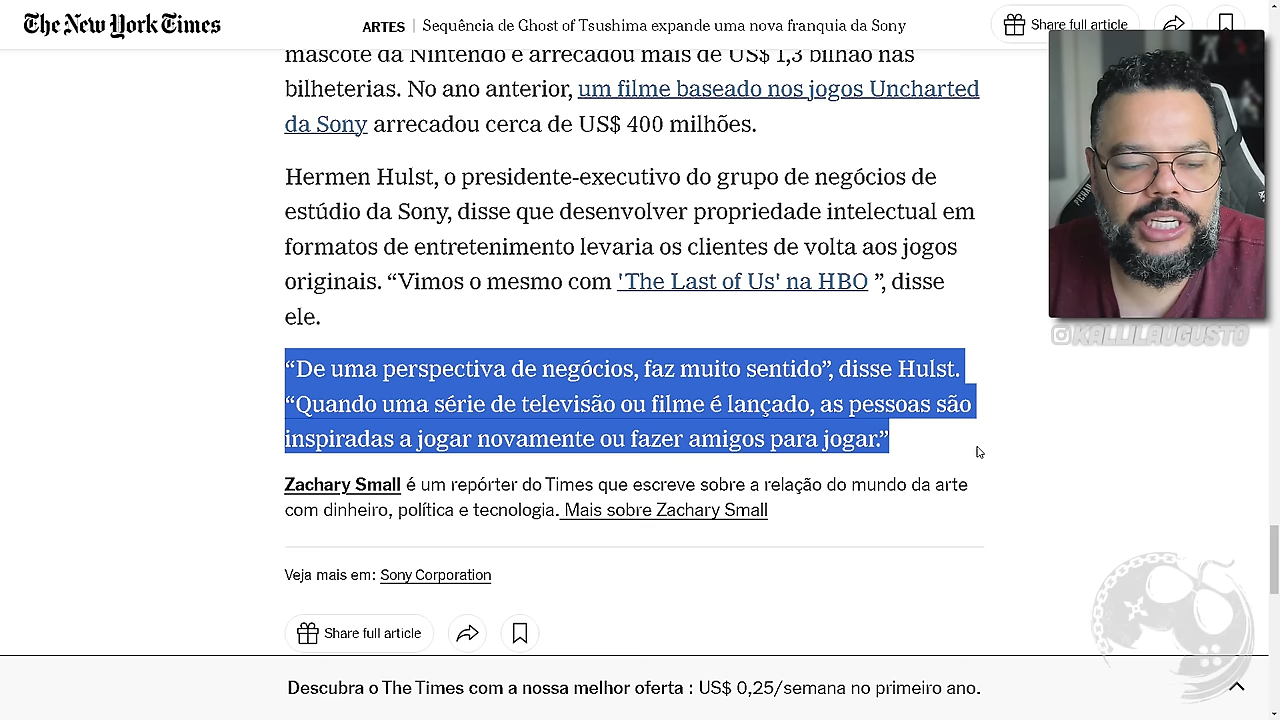 The New York Times
ARTES | Sequência de Ghost of Tsushima expande uma nova franquia da Sony
Share full article
mascote da Nintendo e arrecadou mais de US$ 1,3 bilhão nas
bilheterias. No ano anterior, um filme baseado nos jogos Uncharted
da Sony arrecadou cerca de US$ 400 milhões.
Hermen Hulst, o presidente-executivo do grupo de negócios de
estúdio da Sony, disse que desenvolver propriedade intelectual em
formatos de entretenimento levaria os clientes de volta aos jogos
originais. “Vimos o mesmo com 'The Last of Us' na HBO ”, disse
ele.
“De uma perspectiva de negócios, faz muito sentido”, disse Hulst.
“Quando uma série de televisão ou filme é lançado, as pessoas são
inspiradas a jogar novamente ou fazer amigos para jogar.”
Zachary Small é um repórter do Times que escreve sobre a relação do mundo da arte
com dinheiro, política e tecnologia. Mais sobre Zachary Small
Veja mais em: Sony Corporation
Share full article
Descubra o The Times com a nossa melhor oferta : US$ 0,25/semana no primeiro ano.
PICHAU
@KALLILAUGUSTO